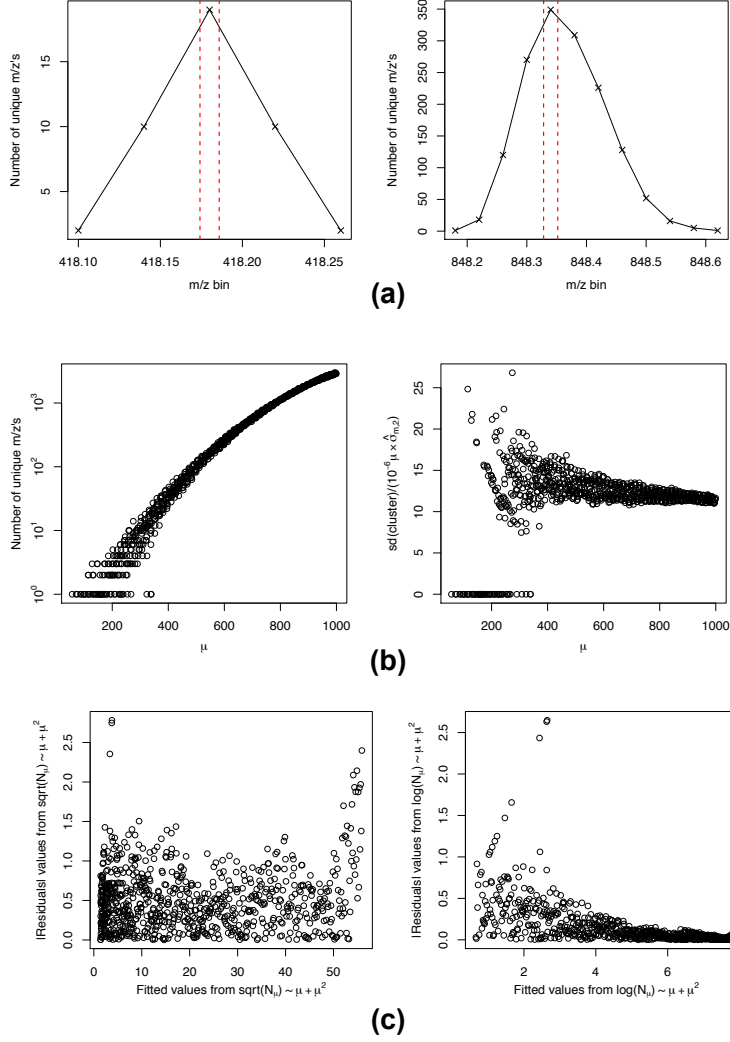 Number of unique m/z's
15
10
5
418.10 418.15 418.20 418.25
m/z bin
Number of unique m/z's
350
300
250
200
150
100
50
0
848.2 848.3 848.4 848.5 848.6
m/z bin
(a)
Number of unique m/z's
10³
10²
10¹
10⁰
200 400 600 800 1000
μ
sd(cluster)/(10⁻⁶μ × σ̂m,2)
25
20
15
10
5
0
200 400 600 800 1000
μ
(b)
|Residuals| values from sqrt(Nμ) ~ μ + μ²
2.5
2.0
1.5
1.0
0.5
0.0
0 10 20 30 40 50
Fitted values from sqrt(Nμ) ~ μ + μ²
|Residuals| values from log(Nμ) ~ μ + μ²
2.5
2.0
1.5
1.0
0.5
0.0
2 4 6
Fitted values from log(Nμ) ~ μ + μ²
(c)